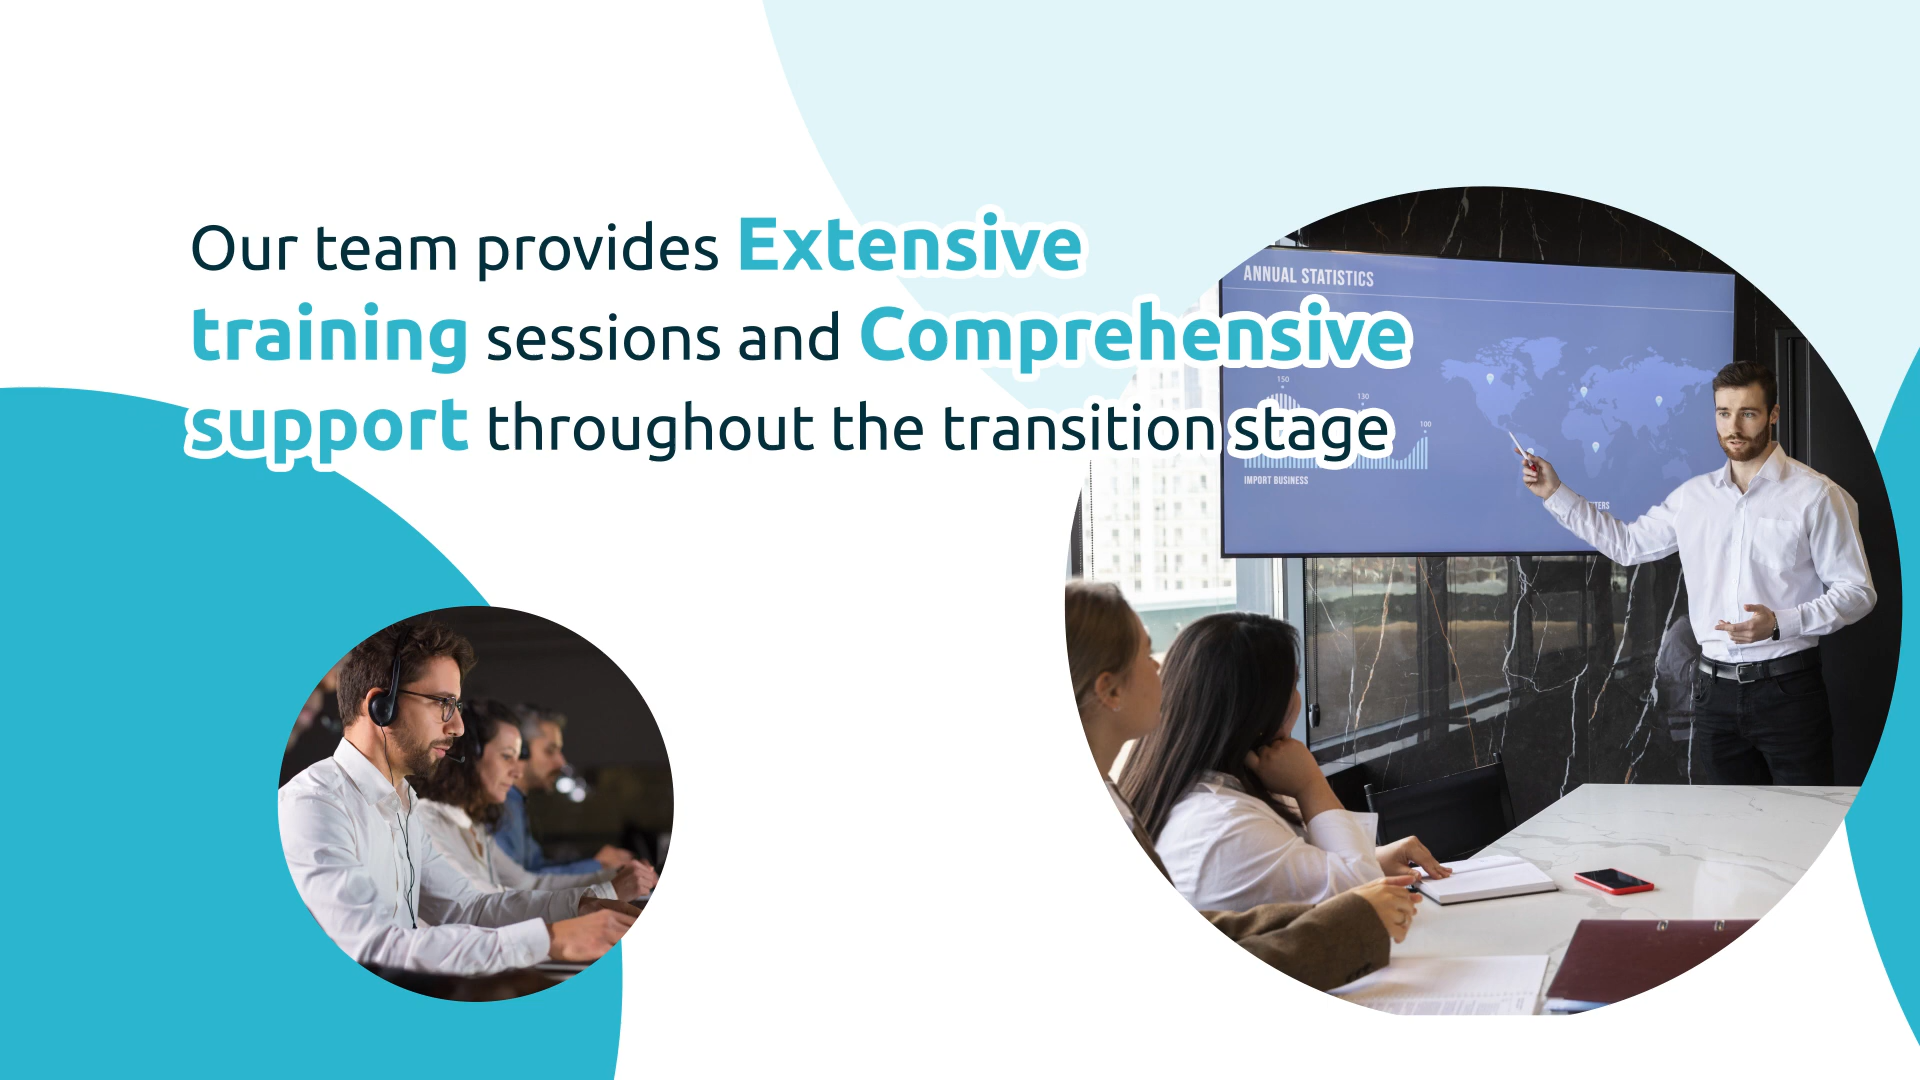 Our team provides Extensive
training sessions and Comprehensive
support throughout the transition stage
ANNUAL STATISTICS
150
130
100
IMPORT BUSINESS